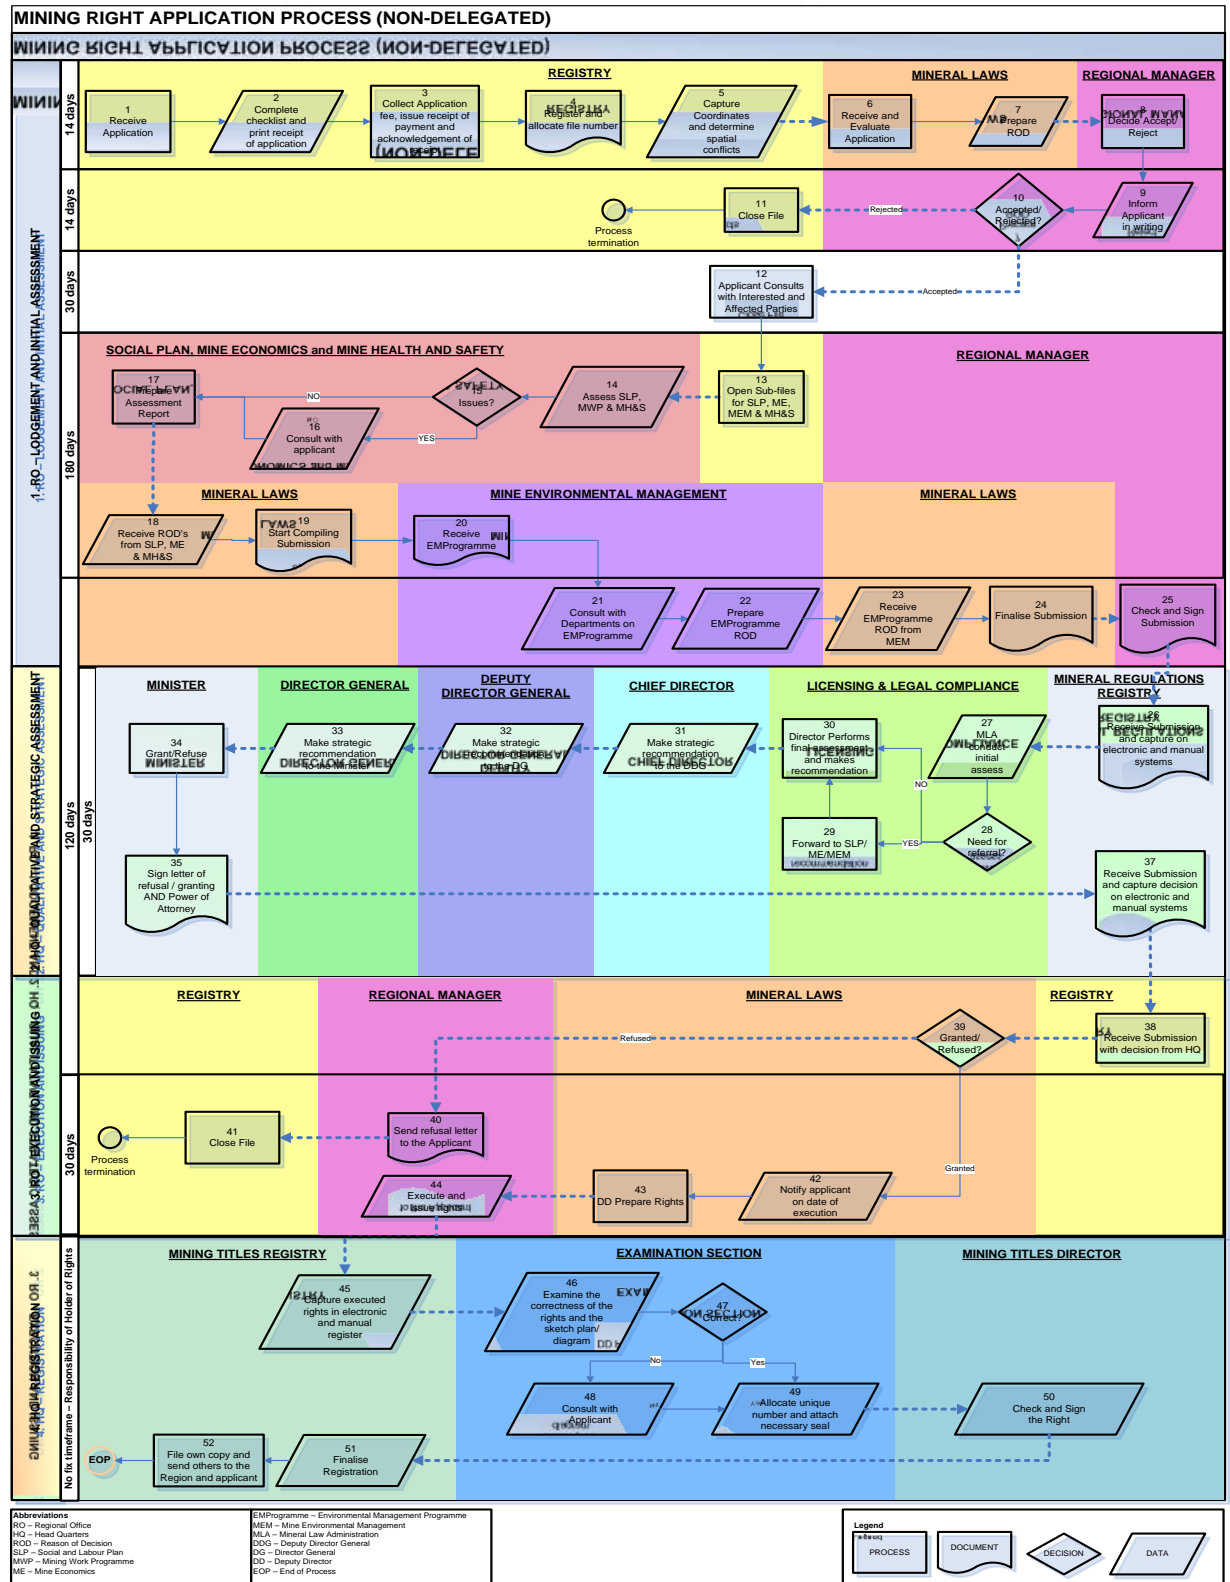 MINING RIGHT APPLICATION PROCESS (NON-DELEGATED)
1. RO – LODGEMENT AND INITIAL ASSESSMENT
14 days
REGISTRY
MINERAL LAWS
REGIONAL MANAGER
1
Receive
Application
2
Complete
checklist and
print receipt
of application
3
Collect Application
fee, issue receipt of
payment and
acknowledgement of
receipt
4
Register and
allocate file number
5
Capture
Coordinates
and determine
spatial
conflicts
6
Receive and
Evaluate
Application
7
Prepare
ROD
8
Decide Accept/
Reject
14 days
9
Inform
Applicant
in writing
10
Accepted/
Rejected?
Rejected
11
Close File
Process
termination
30 days
Accepted
12
Applicant Consults
with Interested and
Affected Parties
180 days
SOCIAL PLAN, MINE ECONOMICS and MINE HEALTH AND SAFETY
REGIONAL MANAGER
13
Open Sub-files
for SLP, ME,
MEM & MH&S
14
Assess SLP,
MWP & MH&S
15
Issues?
NO
YES
16
Consult with
applicant
17
Prepare
Assessment
Report
MINERAL LAWS
MINE ENVIRONMENTAL MANAGEMENT
MINERAL LAWS
18
Receive ROD's
from SLP, ME
& MH&S
19
Start Compiling
Submission
20
Receive
EMProgramme
21
Consult with
Departments on
EMProgramme
22
Prepare
EMProgramme
ROD
23
Receive
EMProgramme
ROD from
MEM
24
Finalise Submission
25
Check and Sign
Submission
2. HQ – QUALITATIVE AND STRATEGIC ASSESSMENT
120 days
30 days
MINISTER
DIRECTOR GENERAL
DEPUTY
DIRECTOR GENERAL
CHIEF DIRECTOR
LICENSING & LEGAL COMPLIANCE
MINERAL REGULATIONS
REGISTRY
26
Receive Submission
and capture on
electronic and manual
systems
27
MLA
conduct
initial
assess
28
Need for
referral?
NO
YES
29
Forward to SLP/
ME/MEM
30
Director Performs
final assessment
and makes
recommendation
31
Make strategic
recommendation
to the DDG
32
Make strategic
recommendation
to the DG
33
Make strategic
recommendation
to the Minister
34
Grant/Refuse
35
Sign letter of
refusal / granting
AND Power of
Attorney
37
Receive Submission
and capture decision
on electronic and
manual systems
3. RO – EXECUTION AND ISSUING
REGISTRY
REGIONAL MANAGER
MINERAL LAWS
REGISTRY
38
Receive Submission
with decision from HQ
39
Granted/
Refused?
Refused
30 days
40
Send refusal letter
to the Applicant
41
Close File
Process
termination
Granted
42
Notify applicant
on date of
execution
43
DD Prepare Rights
44
Execute and
issue rights
4. HQ – REGISTRATION
No fix timeframe – Responsibility of Holder of Rights
MINING TITLES REGISTRY
EXAMINATION SECTION
MINING TITLES DIRECTOR
45
Capture executed
rights in electronic
and manual
register
46
Examine the
correctness of the
rights and the
sketch plan/
diagram
47
Correct?
No
Yes
48
Consult with
Applicant
49
Allocate unique
number and attach
necessary seal
50
Check and Sign
the Right
51
Finalise
Registration
52
File own copy and
send others to the
Region and applicant
EOP
Abbreviations
RO – Regional Office
HQ – Head Quarters
ROD – Reason of Decision
SLP – Social and Labour Plan
MWP – Mining Work Programme
ME – Mine Economics
EMProgramme – Environmental Management Programme
MEM – Mine Environmental Management
MLA – Mineral Law Administration
DDG – Deputy Director General
DG – Director General
DD – Deputy Director
EOP – End of Process
Legend
PROCESS
DOCUMENT
DECISION
DATA